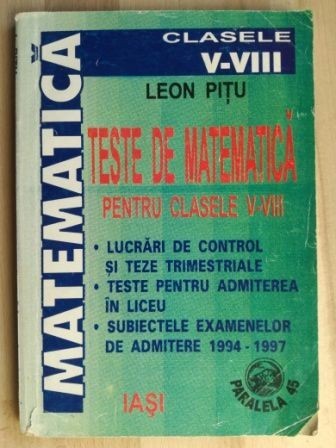 MATEMATICĂ
CLASELE
V-VIII
LEON PIȚU
TESTE DE MATEMATICĂ
PENTRU CLASELE V-VIII
• LUCRĂRI DE CONTROL
ȘI TEZE TRIMESTRIALE
• TESTE PENTRU ADMITEREA
ÎN LICEU
• SUBIECTELE EXAMENELOR
DE ADMITERE 1994-1997
PARALELA 45
IAȘI